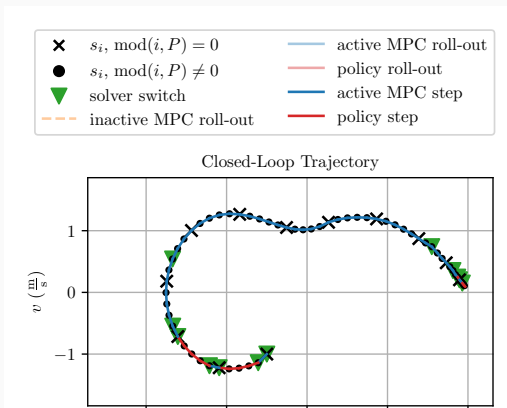 s_i, mod(i, P) = 0
s_i, mod(i, P) ≠ 0
solver switch
inactive MPC roll-out
active MPC roll-out
policy roll-out
active MPC step
policy step
Closed-Loop Trajectory
1
0
−1
v (m/s)